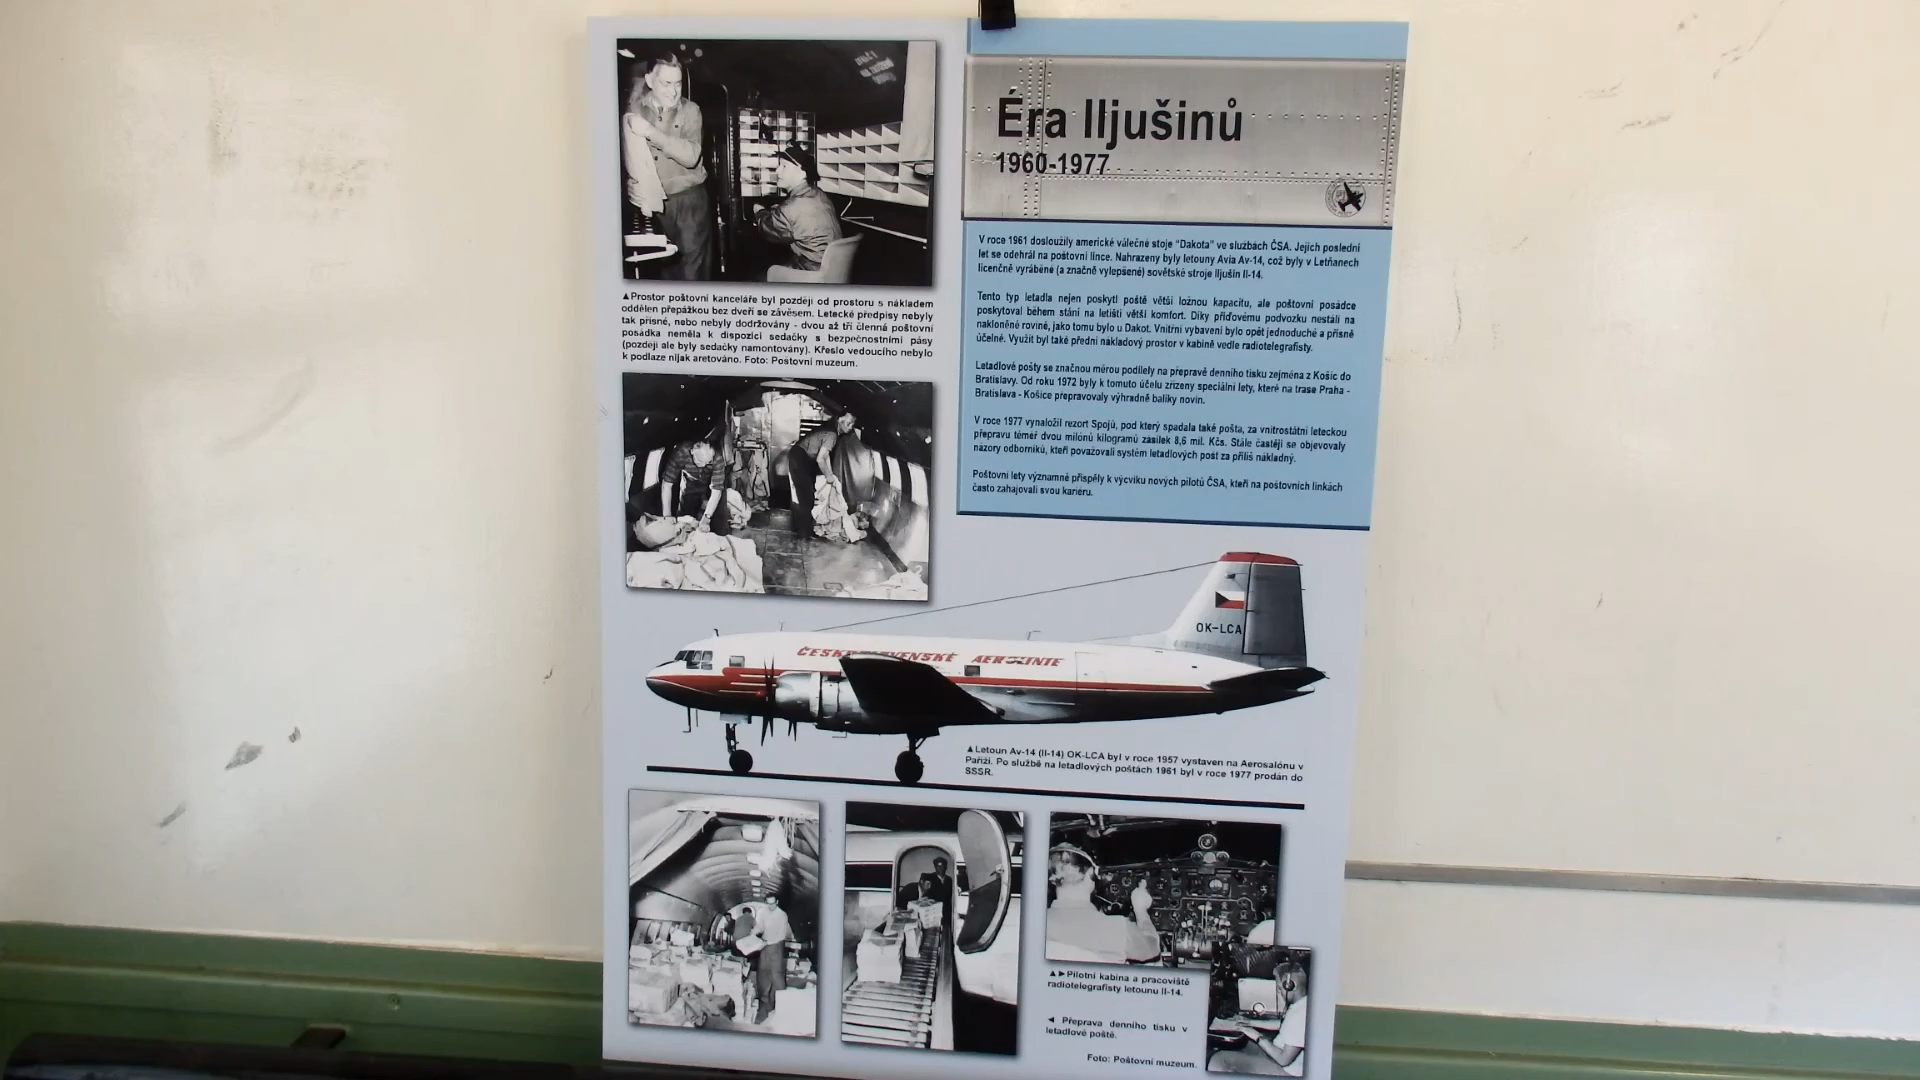 Éra Iljušinů
1960-1977
V roce 1961 dosloužily americké válečné stoje "Dakota" ve službách ČSA. Jejich poslední
let se odehrál na poštovní lince. Nahrazeny byly letouny Avia Av-14, což byly v Letňanech
licenčně vyráběné (a značně vylepšené) sovětské stroje Iljušin Il-14.
Tento typ letadla nejen poskytl poště větší ložnou kapacitu, ale poštovní posádce
poskytoval během stání na letišti větší komfort. Díky příďovému podvozku nestáli na
nakloněné rovině, jako tomu bylo u Dakot. Vnitřní vybavení bylo opět jednoduché a přísně
účelné. Využit byl také přední nákladový prostor v kabině vedle radiotelegrafisty.
Letadlové pošty se značnou měrou podílely na přepravě denního tisku zejména z Košic do
Bratislavy. Od roku 1972 byly k tomuto účelu zřízeny speciální lety, které na trase Praha -
Bratislava - Košice přepravovaly výhradně balíky novin.
V roce 1977 vynaložil rezort Spojů, pod který spadala také pošta, za vnitrostátní leteckou
přepravu téměř dvou miliónů kilogramů zásilek 8,6 mil. Kčs. Stále častěji se objevovaly
názory odborníků, kteří považovali systém letadlových pošt za příliš nákladný.
Poštovní lety významně přispěly k výcviku nových pilotů ČSA, kteří na poštovních linkách
často zahajovali svou kariéru.
▲Prostor poštovní kanceláře byl později od prostoru s nákladem
oddělen přepážkou bez dveří se závěsem. Letecké předpisy nebyly
tak přísné, nebo nebyly dodržovány - dvou až tří členná poštovní
posádka neměla k dispozici sedačky s bezpečnostními pásy
(později ale byly sedačky namontovány). Křeslo vedoucího nebylo
k podlaze nijak aretováno. Foto: Postovní muzeum.
OK-LCA
ČESKOSLOVENSKÉ AEROLINIE
▲Letoun Av-14 (Il-14) OK-LCA byl v roce 1957 vystaven na Aerosalónu v
Paříži. Po službě na letadlových poštách 1961 byl v roce 1977 prodán do
SSSR.
▲►Pilotní kabina a pracoviště
radiotelegrafisty letounu Il-14.
◄ Přeprava denního tisku v
letadlové poště.
Foto: Poštovní muzeum.